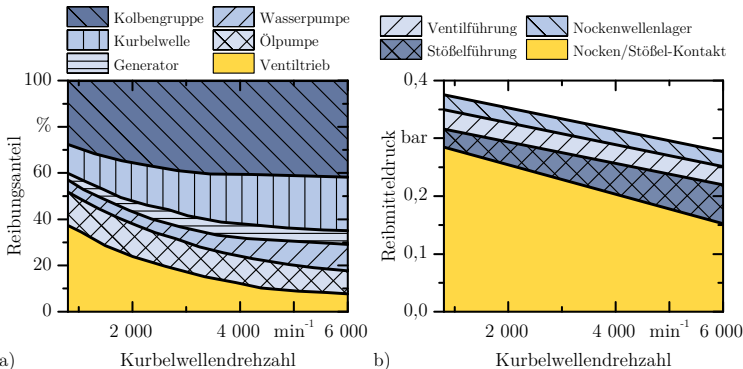 Kolbengruppe Wasserpumpe
Kurbelwelle Ölpumpe
Generator Ventiltrieb
100
%
60
40
20
0
Reibungsanteil
2 000 4 000 min-1 6 000
a) Kurbelwellendrehzahl
Ventilführung Nockenwellenlager
Stößelführung Nocken/Stößel-Kontakt
0,4
bar
0,2
0,1
0,0
Reibmitteldruck
2 000 4 000 min-1 6 000
b) Kurbelwellendrehzahl